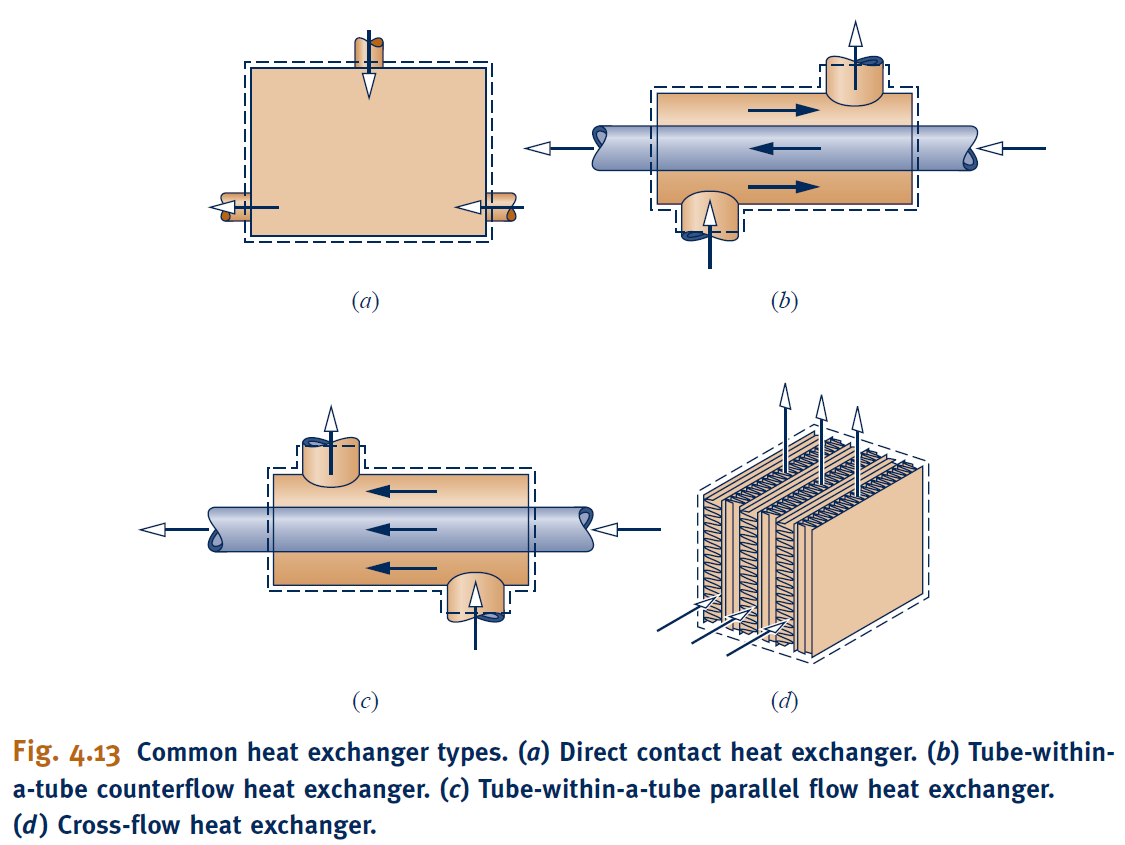 (a)
(b)
(c)
(d)
Fig. 4.13 Common heat exchanger types. (a) Direct contact heat exchanger. (b) Tube-within-
a-tube counterflow heat exchanger. (c) Tube-within-a-tube parallel flow heat exchanger.
(d) Cross-flow heat exchanger.